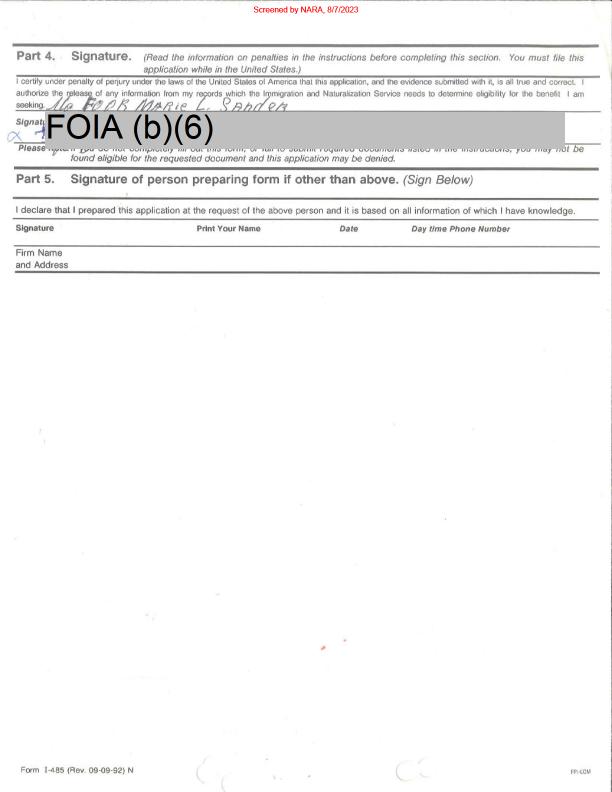 Screened by NARA, 8/7/2023
Part 4. Signature. (Read the information on penalties in the instructions before completing this section. You must file this
application while in the United States.)
I certify under penalty of perjury under the laws of the United States of America that this application, and the evidence submitted with it, is all true and correct. I
authorize the release of any information from my records which the Immigration and Naturalization Service needs to determine eligibility for the benefit I am
seeking. MARie L.
Signat
FOIA (b)(6)
Please you do not completely fill out this form, or fail to submit required documents listed in the instructions, you may not be
found eligible for the requested document and this application may be denied.
Part 5. Signature of person preparing form if other than above. (Sign Below)
I declare that I prepared this application at the request of the above person and it is based on all information of which I have knowledge.
Signature Print Your Name Date Day time Phone Number
Firm Name
and Address
Form I-485 (Rev. 09-09-92) N